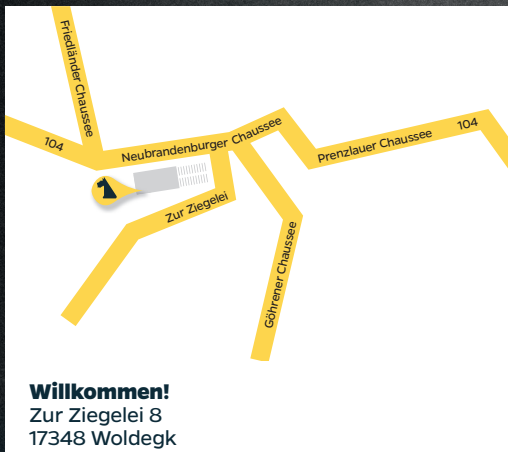 Friedländer Chaussee
104
Neubrandenburger Chaussee
Prenzlauer Chaussee
104
Zur Ziegelei
Göhrener Chaussee
Willkommen!
Zur Ziegelei 8
17348 Woldegk